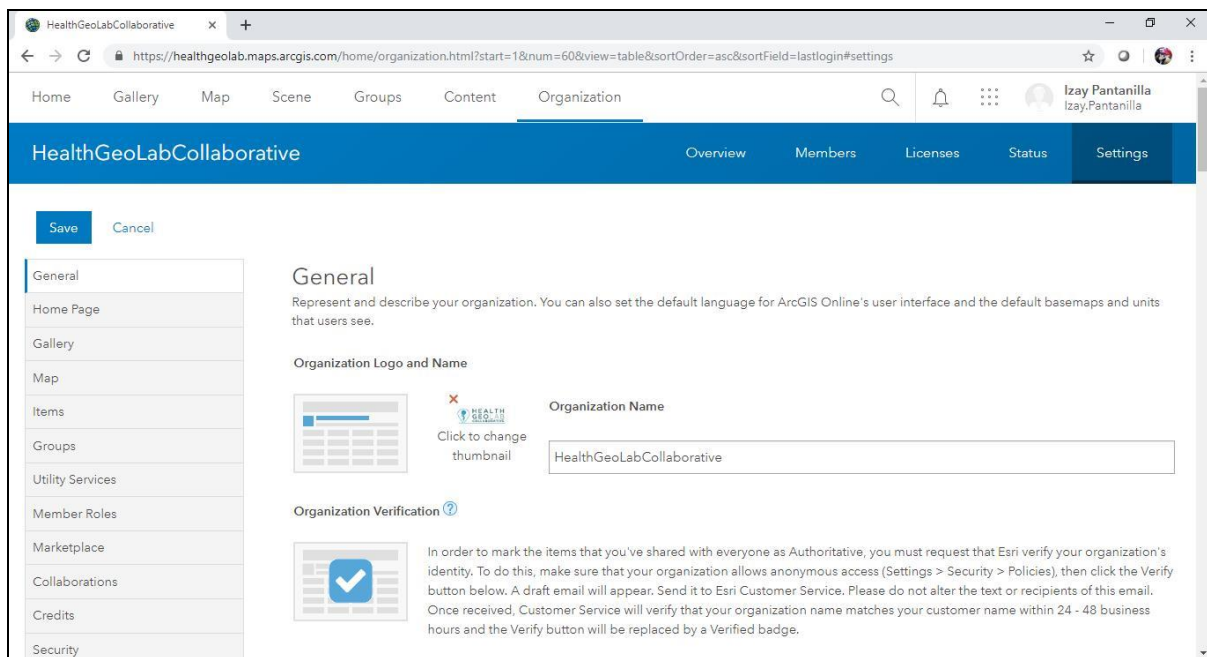 HealthGeoLabCollaborative
https://healthgeolab.maps.arcgis.com/home/organization.html?start=1&num=60&view=table&sortOrder=asc&sortField=lastlogin#settings
Home Gallery Map Scene Groups Content Organization Izay Pantanilla
Izay.Pantanilla
HealthGeoLabCollaborative Overview Members Licenses Status Settings
Save Cancel
General
Home Page
Gallery
Map
Items
Groups
Utility Services
Member Roles
Marketplace
Collaborations
Credits
Security
General
Represent and describe your organization. You can also set the default language for ArcGIS Online's user interface and the default basemaps and units
that users see.
Organization Logo and Name
HEALTH
GEOLAB
COLLABORATIVE
Click to change
thumbnail
Organization Name
HealthGeoLabCollaborative
Organization Verification ?
In order to mark the items that you've shared with everyone as Authoritative, you must request that Esri verify your organization's
identity. To do this, make sure that your organization allows anonymous access (Settings > Security > Policies), then click the Verify
button below. A draft email will appear. Send it to Esri Customer Service. Please do not alter the text or recipients of this email.
Once received, Customer Service will verify that your organization name matches your customer name within 24 - 48 business
hours and the Verify button will be replaced by a Verified badge.